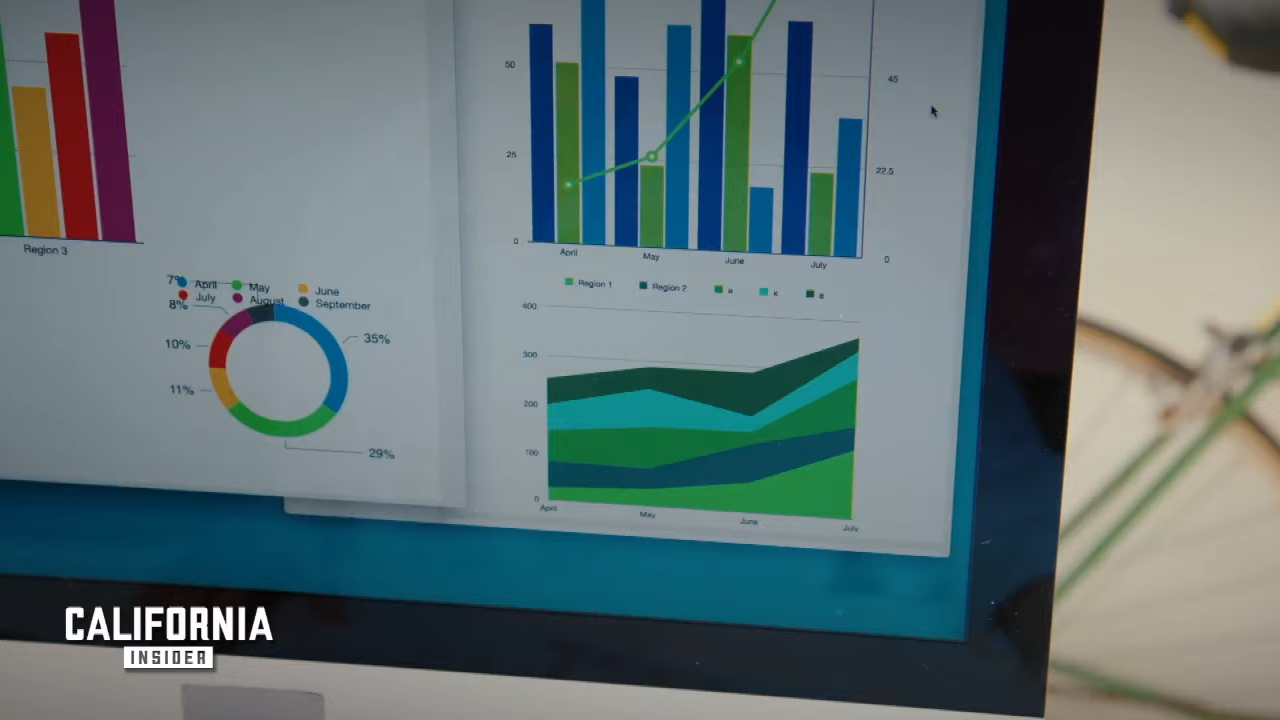 Region 3
7%
April May June
July August September
8%
35%
10%
11%
29%
50
25
0
45
22.5
0
April May June July
Region 1 Region 2
400
300
200
100
0
April May June July
CALIFORNIA
INSIDER